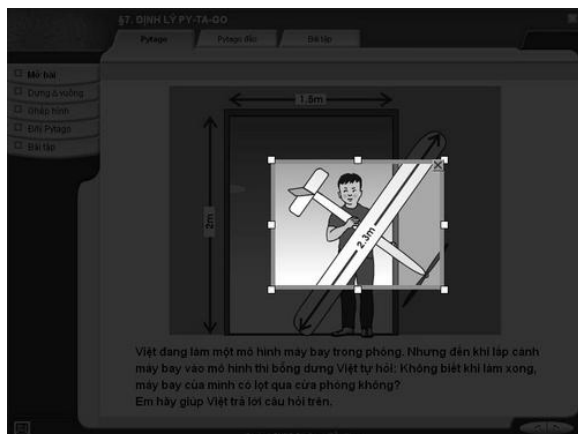 §7. ĐỊNH LÝ PY-TA-GO
Pytago
Pytago đảo
Bài tập
Mở bài
Dựng Δ vuông
Ghép hình
Đ/lý Pytago
Bài tập
1.5m
2m
2.3m
Việt đang làm một mô hình máy bay trong phòng. Nhưng đến khi lắp cánh
máy bay vào mô hình thì bỗng dưng Việt tự hỏi: Không biết khi làm xong,
máy bay của mình có lọt qua cửa phòng không?
Em hãy giúp Việt trả lời câu hỏi trên.